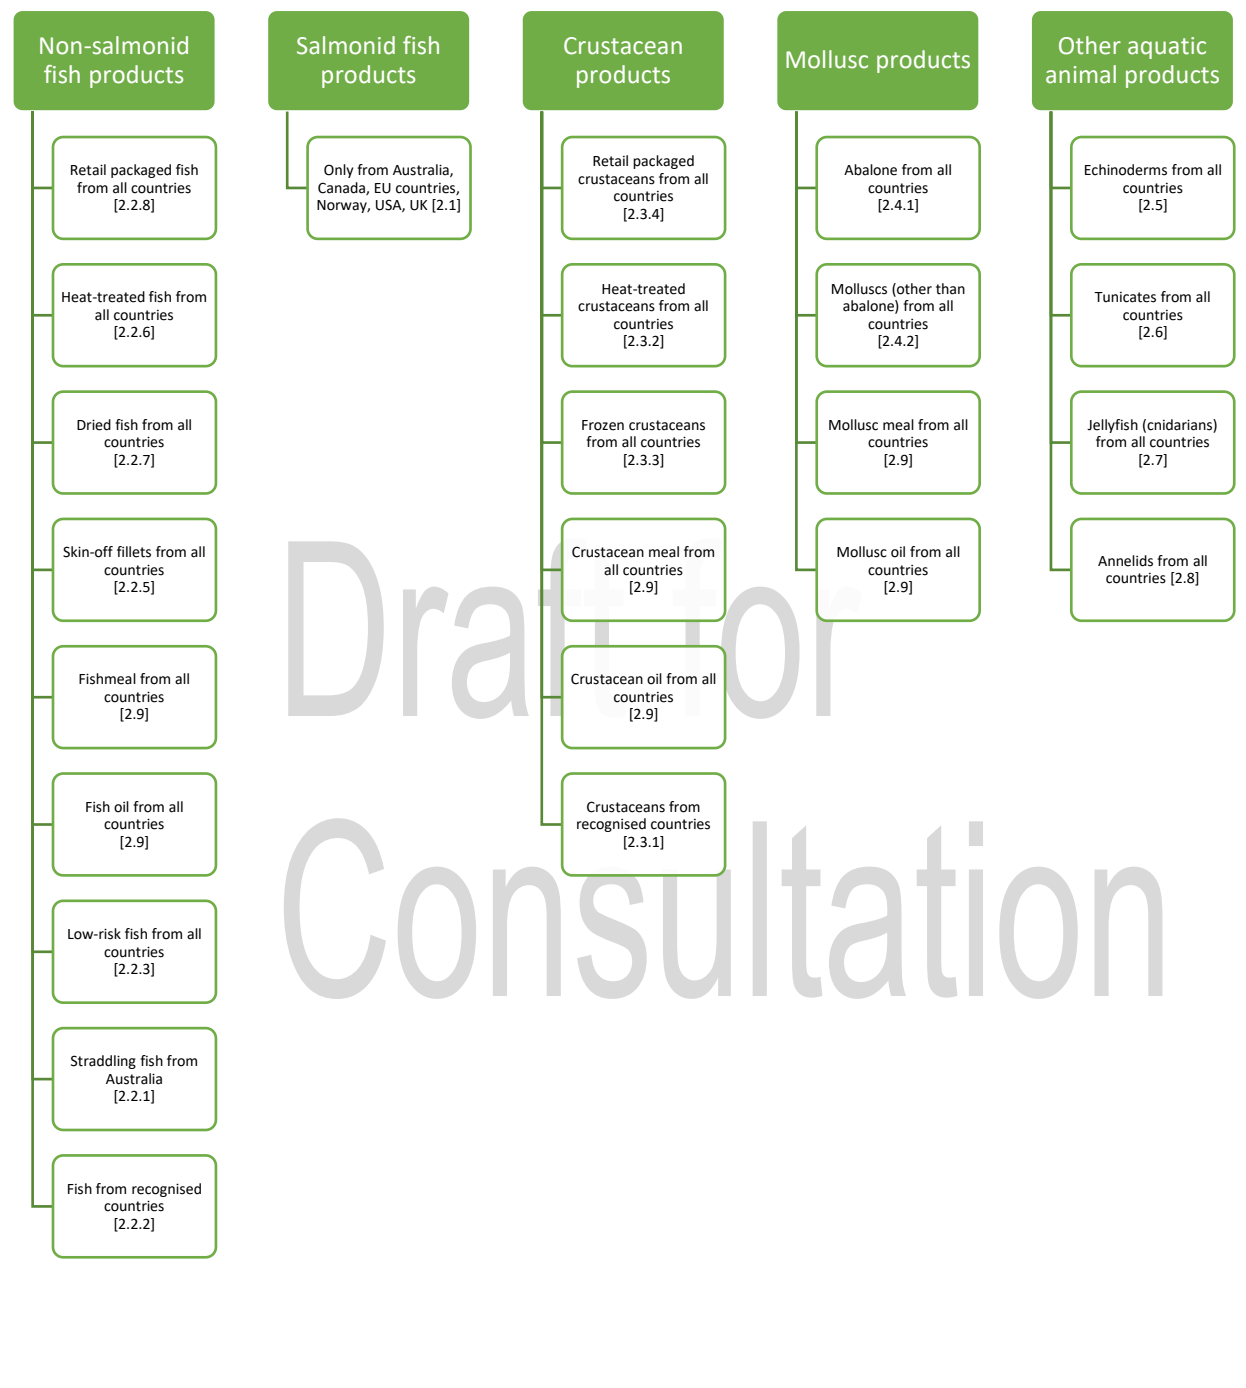 Non-salmonid
fish products
Retail packaged fish
from all countries
[2.2.8]
Heat-treated fish from
all countries
[2.2.6]
Dried fish from all
countries
[2.2.7]
Skin-off fillets from all
countries
[2.2.5]
Fishmeal from all
countries
[2.9]
Fish oil from all
countries
[2.9]
Low-risk fish from all
countries
[2.2.3]
Straddling fish from
Australia
[2.2.1]
Fish from recognised
countries
[2.2.2]
Salmonid fish
products
Only from Australia,
Canada, EU countries,
Norway, USA, UK [2.1]
Crustacean
products
Retail packaged
crustaceans from all
countries
[2.3.4]
Heat-treated
crustaceans from all
countries
[2.3.2]
Frozen crustaceans
from all countries
[2.3.3]
Crustacean meal from
all countries
[2.9]
Crustacean oil from all
countries
[2.9]
Crustaceans from
recognised countries
[2.3.1]
Mollusc products
Abalone from all
countries
[2.4.1]
Molluscs (other than
abalone) from all
countries
[2.4.2]
Mollusc meal from all
countries
[2.9]
Mollusc oil from all
countries
[2.9]
Other aquatic
animal products
Echinoderms from all
countries
[2.5]
Tunicates from all
countries
[2.6]
Jellyfish (cnidarians)
from all countries
[2.7]
Annelids from all
countries [2.8]
Draft for
Consultation